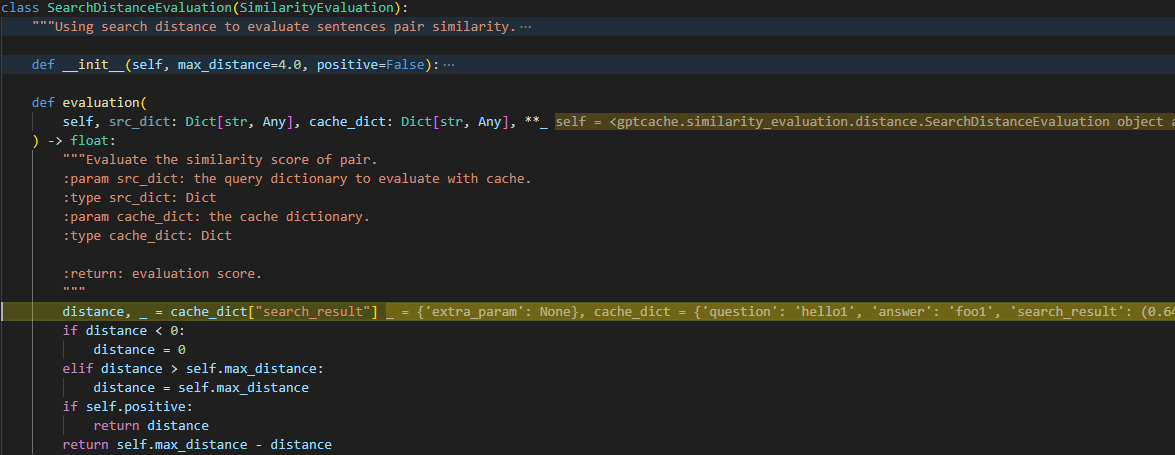 class SearchDistanceEvaluation(SimilarityEvaluation):
    """Using search distance to evaluate sentences pair similarity. ···
    def __init__(self, max_distance=4.0, positive=False): ···
    def evaluation(
        self, src_dict: Dict[str, Any], cache_dict: Dict[str, Any], **_ self = <gptcache.similarity_evaluation.distance.SearchDistanceEvaluation object a
    ) -> float:
        """Evaluate the similarity score of pair.
        :param src_dict: the query dictionary to evaluate with cache.
        :type src_dict: Dict
        :param cache_dict: the cache dictionary.
        :type cache_dict: Dict
        :return: evaluation score.
        """
        distance, _ = cache_dict["search_result"] _ = {'extra_param': None}, cache_dict = {'question': 'hello1', 'answer': 'foo1', 'search_result': (0.64
        if distance < 0:
            distance = 0
        elif distance > self.max_distance:
            distance = self.max_distance
        if self.positive:
            return distance
        return self.max_distance - distance